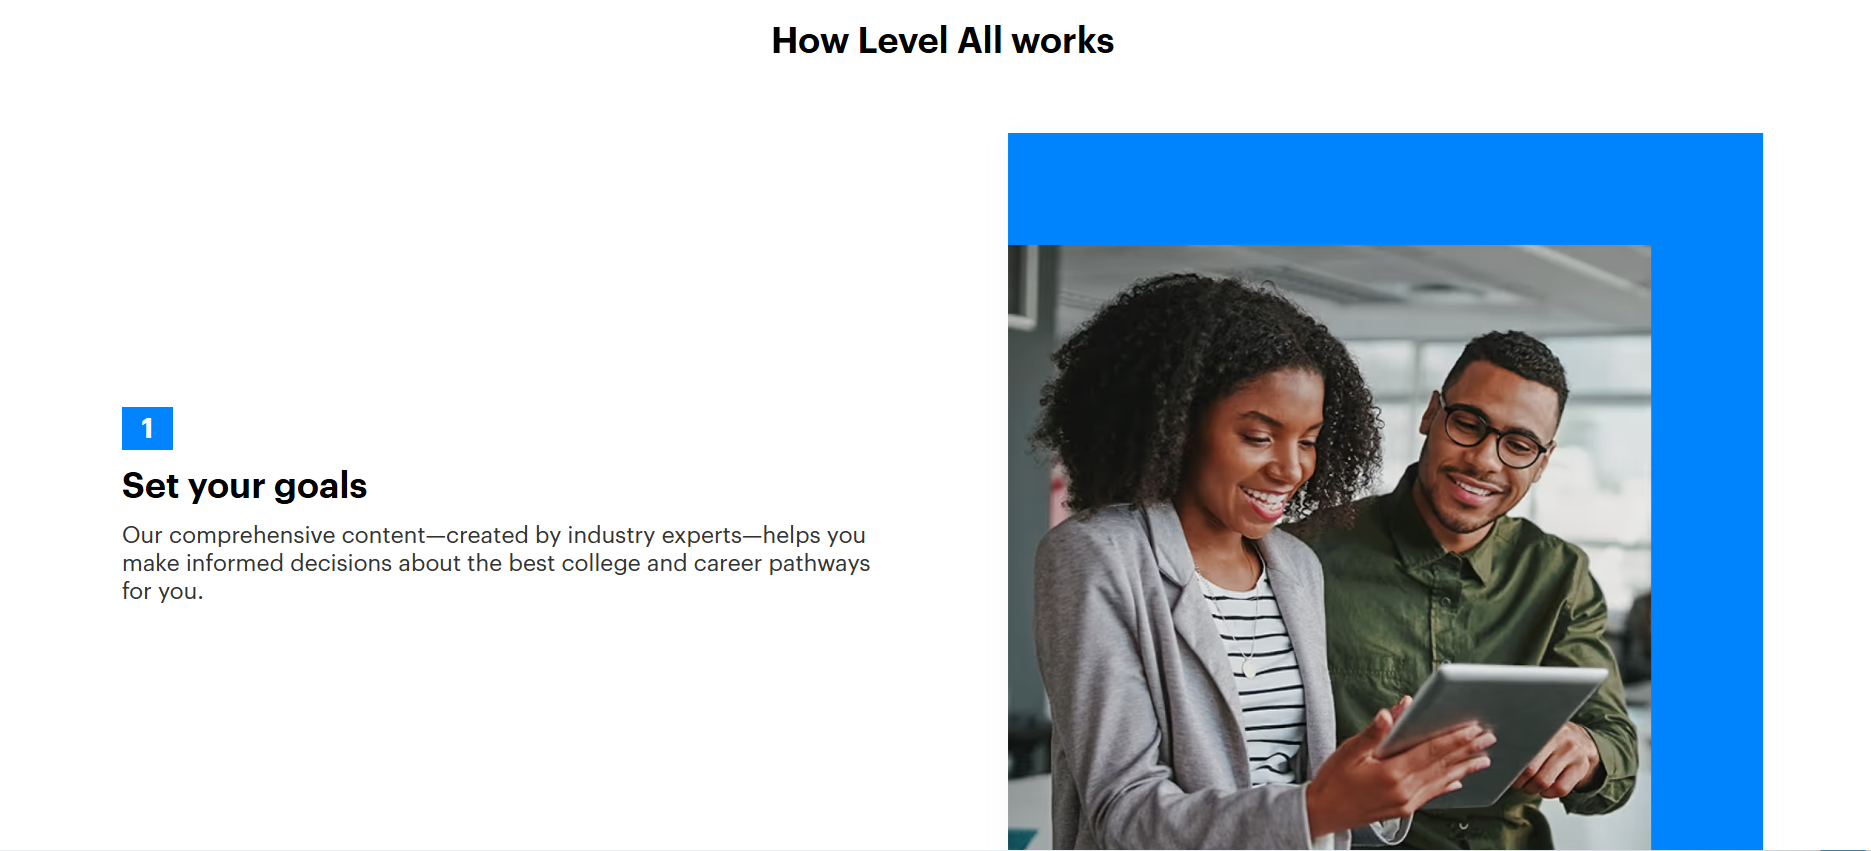 How Level All works
1
Set your goals
Our comprehensive content—created by industry experts—helps you
make informed decisions about the best college and career pathways
for you.